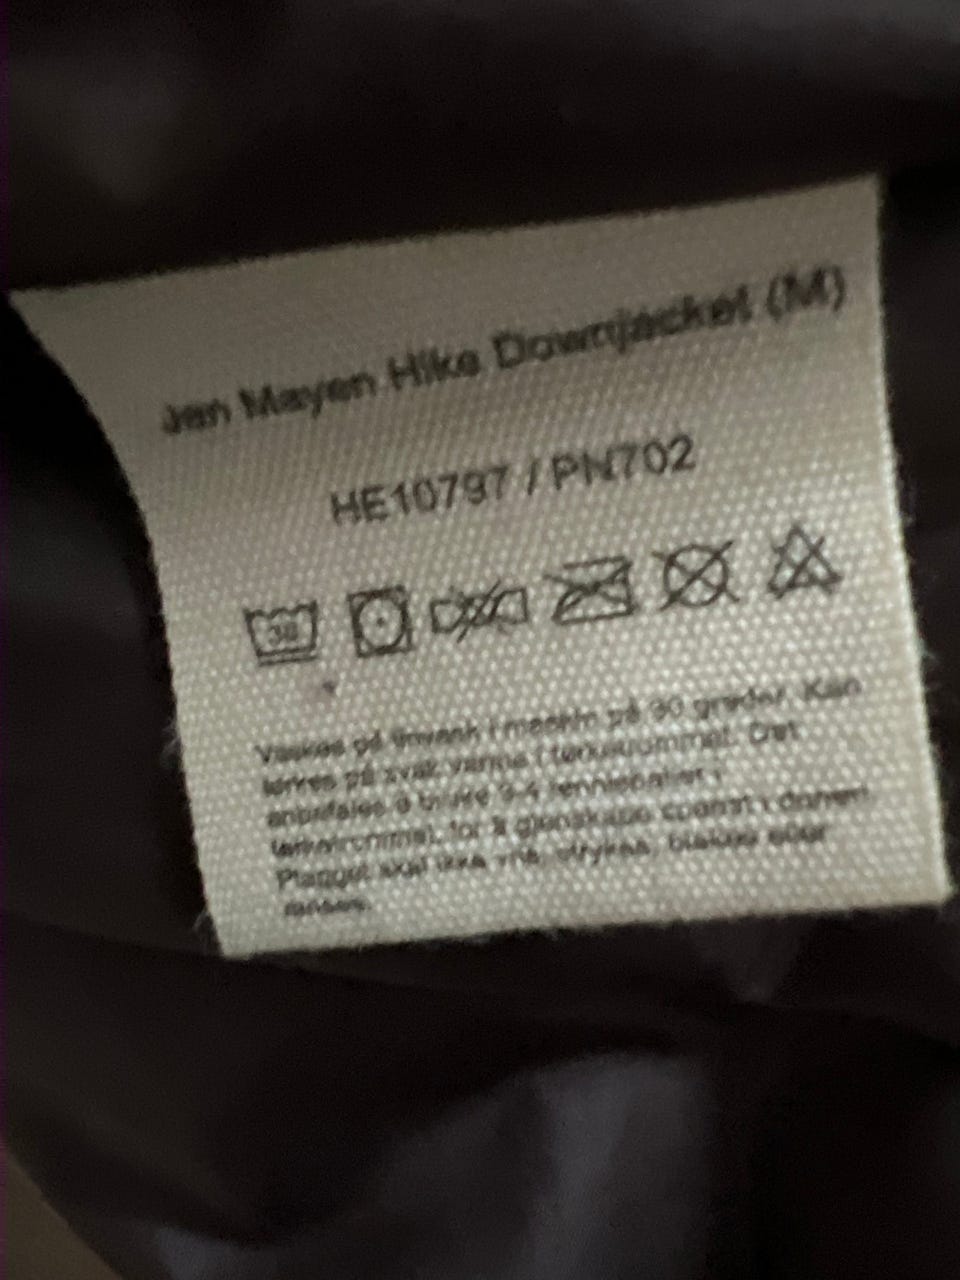 Jan Mayen Hike Downjacket (M)
HE10797 / PN702
30
Vaskes på finvask i maskin på 30 grader. Kan
tørkes på svak varme i tørketrommel. Det
anbefales å bruke 3-4 tennisballer i
tørketrommel, for å gjenskape spenst i dunen!
Plagget skal ikke vris, strykes, blekes eller
renses.